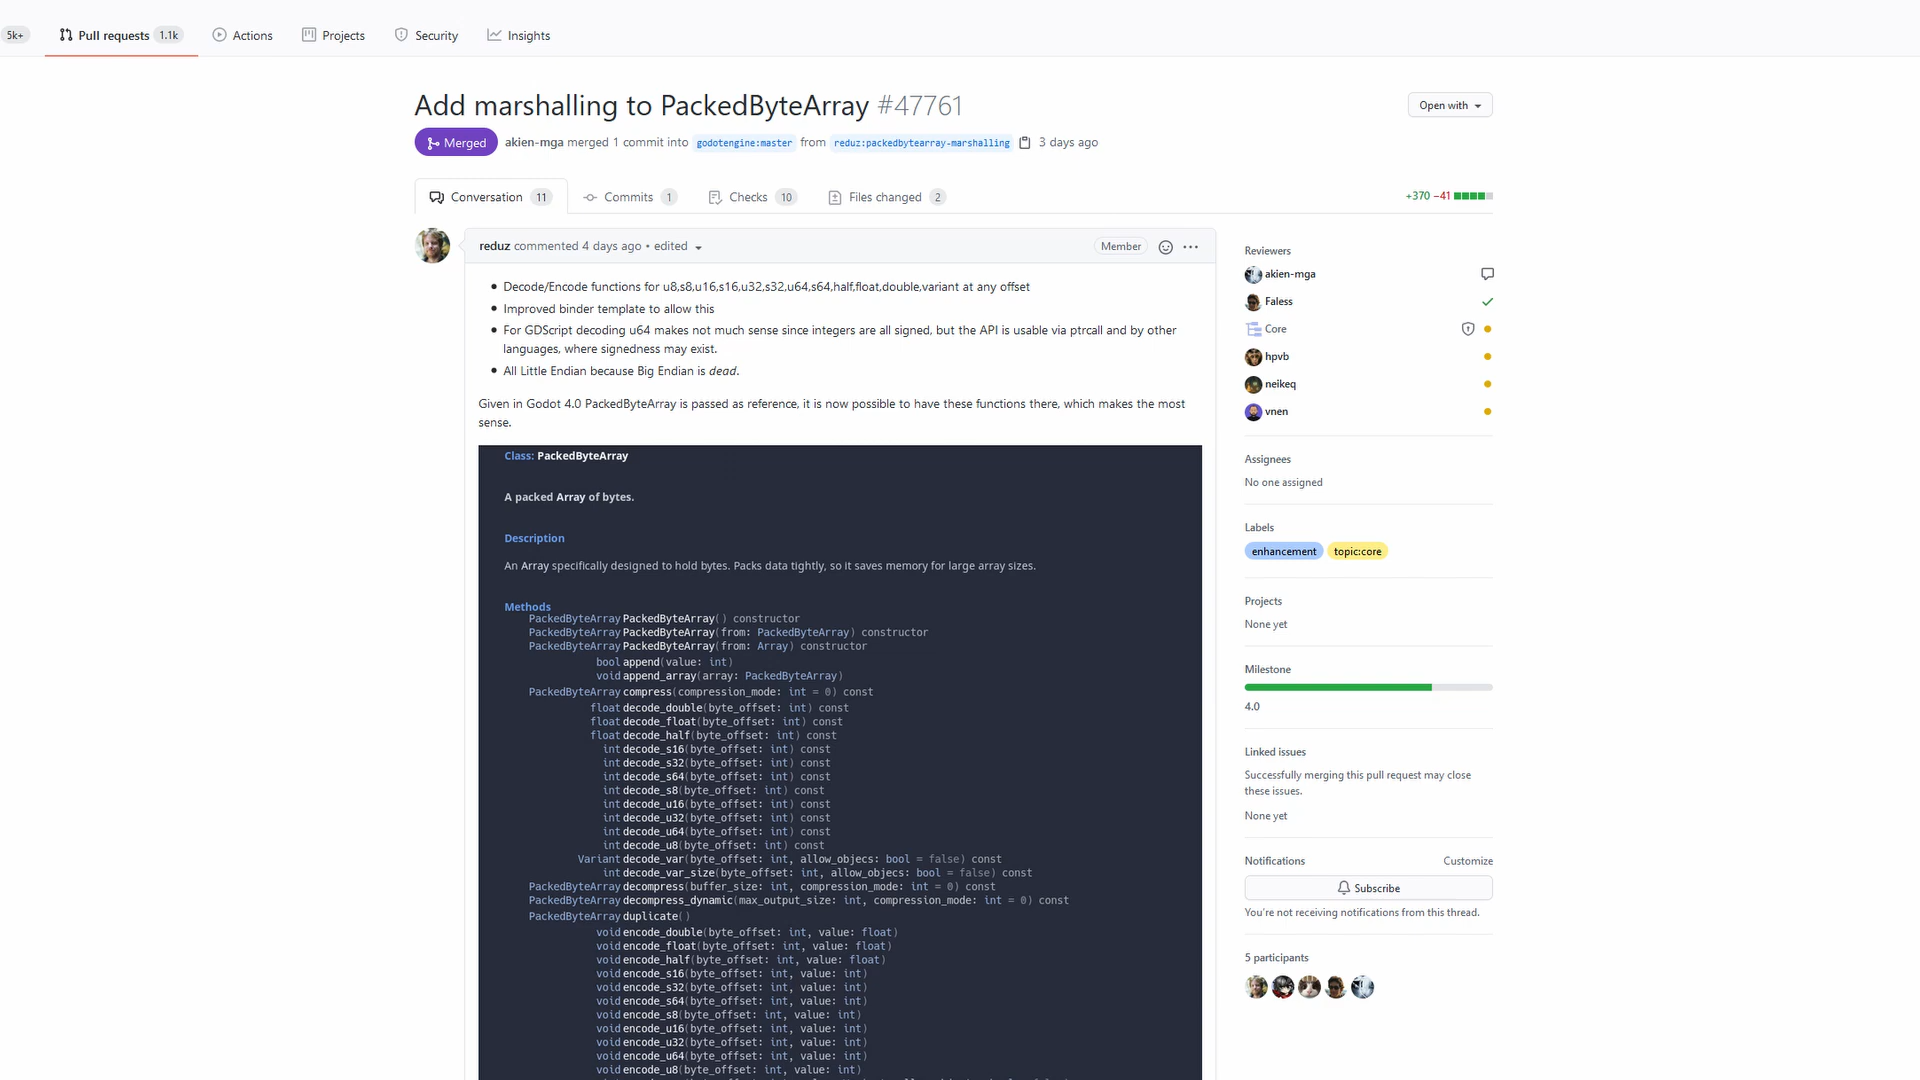 5k+ Pull requests 1.1k Actions Projects Security Insights
Add marshalling to PackedByteArray #47761
Open with
Merged akien-mga merged 1 commit into godotengine:master from reduz:packedbytearray-marshalling 3 days ago
Conversation 11 Commits 1 Checks 10 Files changed 2
+370 −41
reduz commented 4 days ago • edited
Member
• Decode/Encode functions for u8,s8,u16,s16,u32,s32,u64,s64,half,float,double,variant at any offset
• Improved binder template to allow this
• For GDScript decoding u64 makes not much sense since integers are all signed, but the API is usable via ptrcall and by other
languages, where signedness may exist.
• All Little Endian because Big Endian is dead.
Given in Godot 4.0 PackedByteArray is passed as reference, it is now possible to have these functions there, which makes the most
sense.
Class: PackedByteArray
A packed Array of bytes.
Description
An Array specifically designed to hold bytes. Packs data tightly, so it saves memory for large array sizes.
Methods
PackedByteArray PackedByteArray() constructor
PackedByteArray PackedByteArray(from: PackedByteArray) constructor
PackedByteArray PackedByteArray(from: Array) constructor
bool append(value: int)
void append_array(array: PackedByteArray)
PackedByteArray compress(compression_mode: int = 0) const
float decode_double(byte_offset: int) const
float decode_float(byte_offset: int) const
float decode_half(byte_offset: int) const
int decode_s16(byte_offset: int) const
int decode_s32(byte_offset: int) const
int decode_s64(byte_offset: int) const
int decode_s8(byte_offset: int) const
int decode_u16(byte_offset: int) const
int decode_u32(byte_offset: int) const
int decode_u64(byte_offset: int) const
int decode_u8(byte_offset: int) const
Variant decode_var(byte_offset: int, allow_objecs: bool = false) const
int decode_var_size(byte_offset: int, allow_objecs: bool = false) const
PackedByteArray decompress(buffer_size: int, compression_mode: int = 0) const
PackedByteArray decompress_dynamic(max_output_size: int, compression_mode: int = 0) const
PackedByteArray duplicate()
void encode_double(byte_offset: int, value: float)
void encode_float(byte_offset: int, value: float)
void encode_half(byte_offset: int, value: float)
void encode_s16(byte_offset: int, value: int)
void encode_s32(byte_offset: int, value: int)
void encode_s64(byte_offset: int, value: int)
void encode_s8(byte_offset: int, value: int)
void encode_u16(byte_offset: int, value: int)
void encode_u32(byte_offset: int, value: int)
void encode_u64(byte_offset: int, value: int)
void encode_u8(byte_offset: int, value: int)
Reviewers
akien-mga
Faless
Core
hpvb
neikeq
vnen
Assignees
No one assigned
Labels
enhancement topic:core
Projects
None yet
Milestone
4.0
Linked issues
Successfully merging this pull request may close
these issues.
None yet
Notifications Customize
Subscribe
You're not receiving notifications from this thread.
5 participants